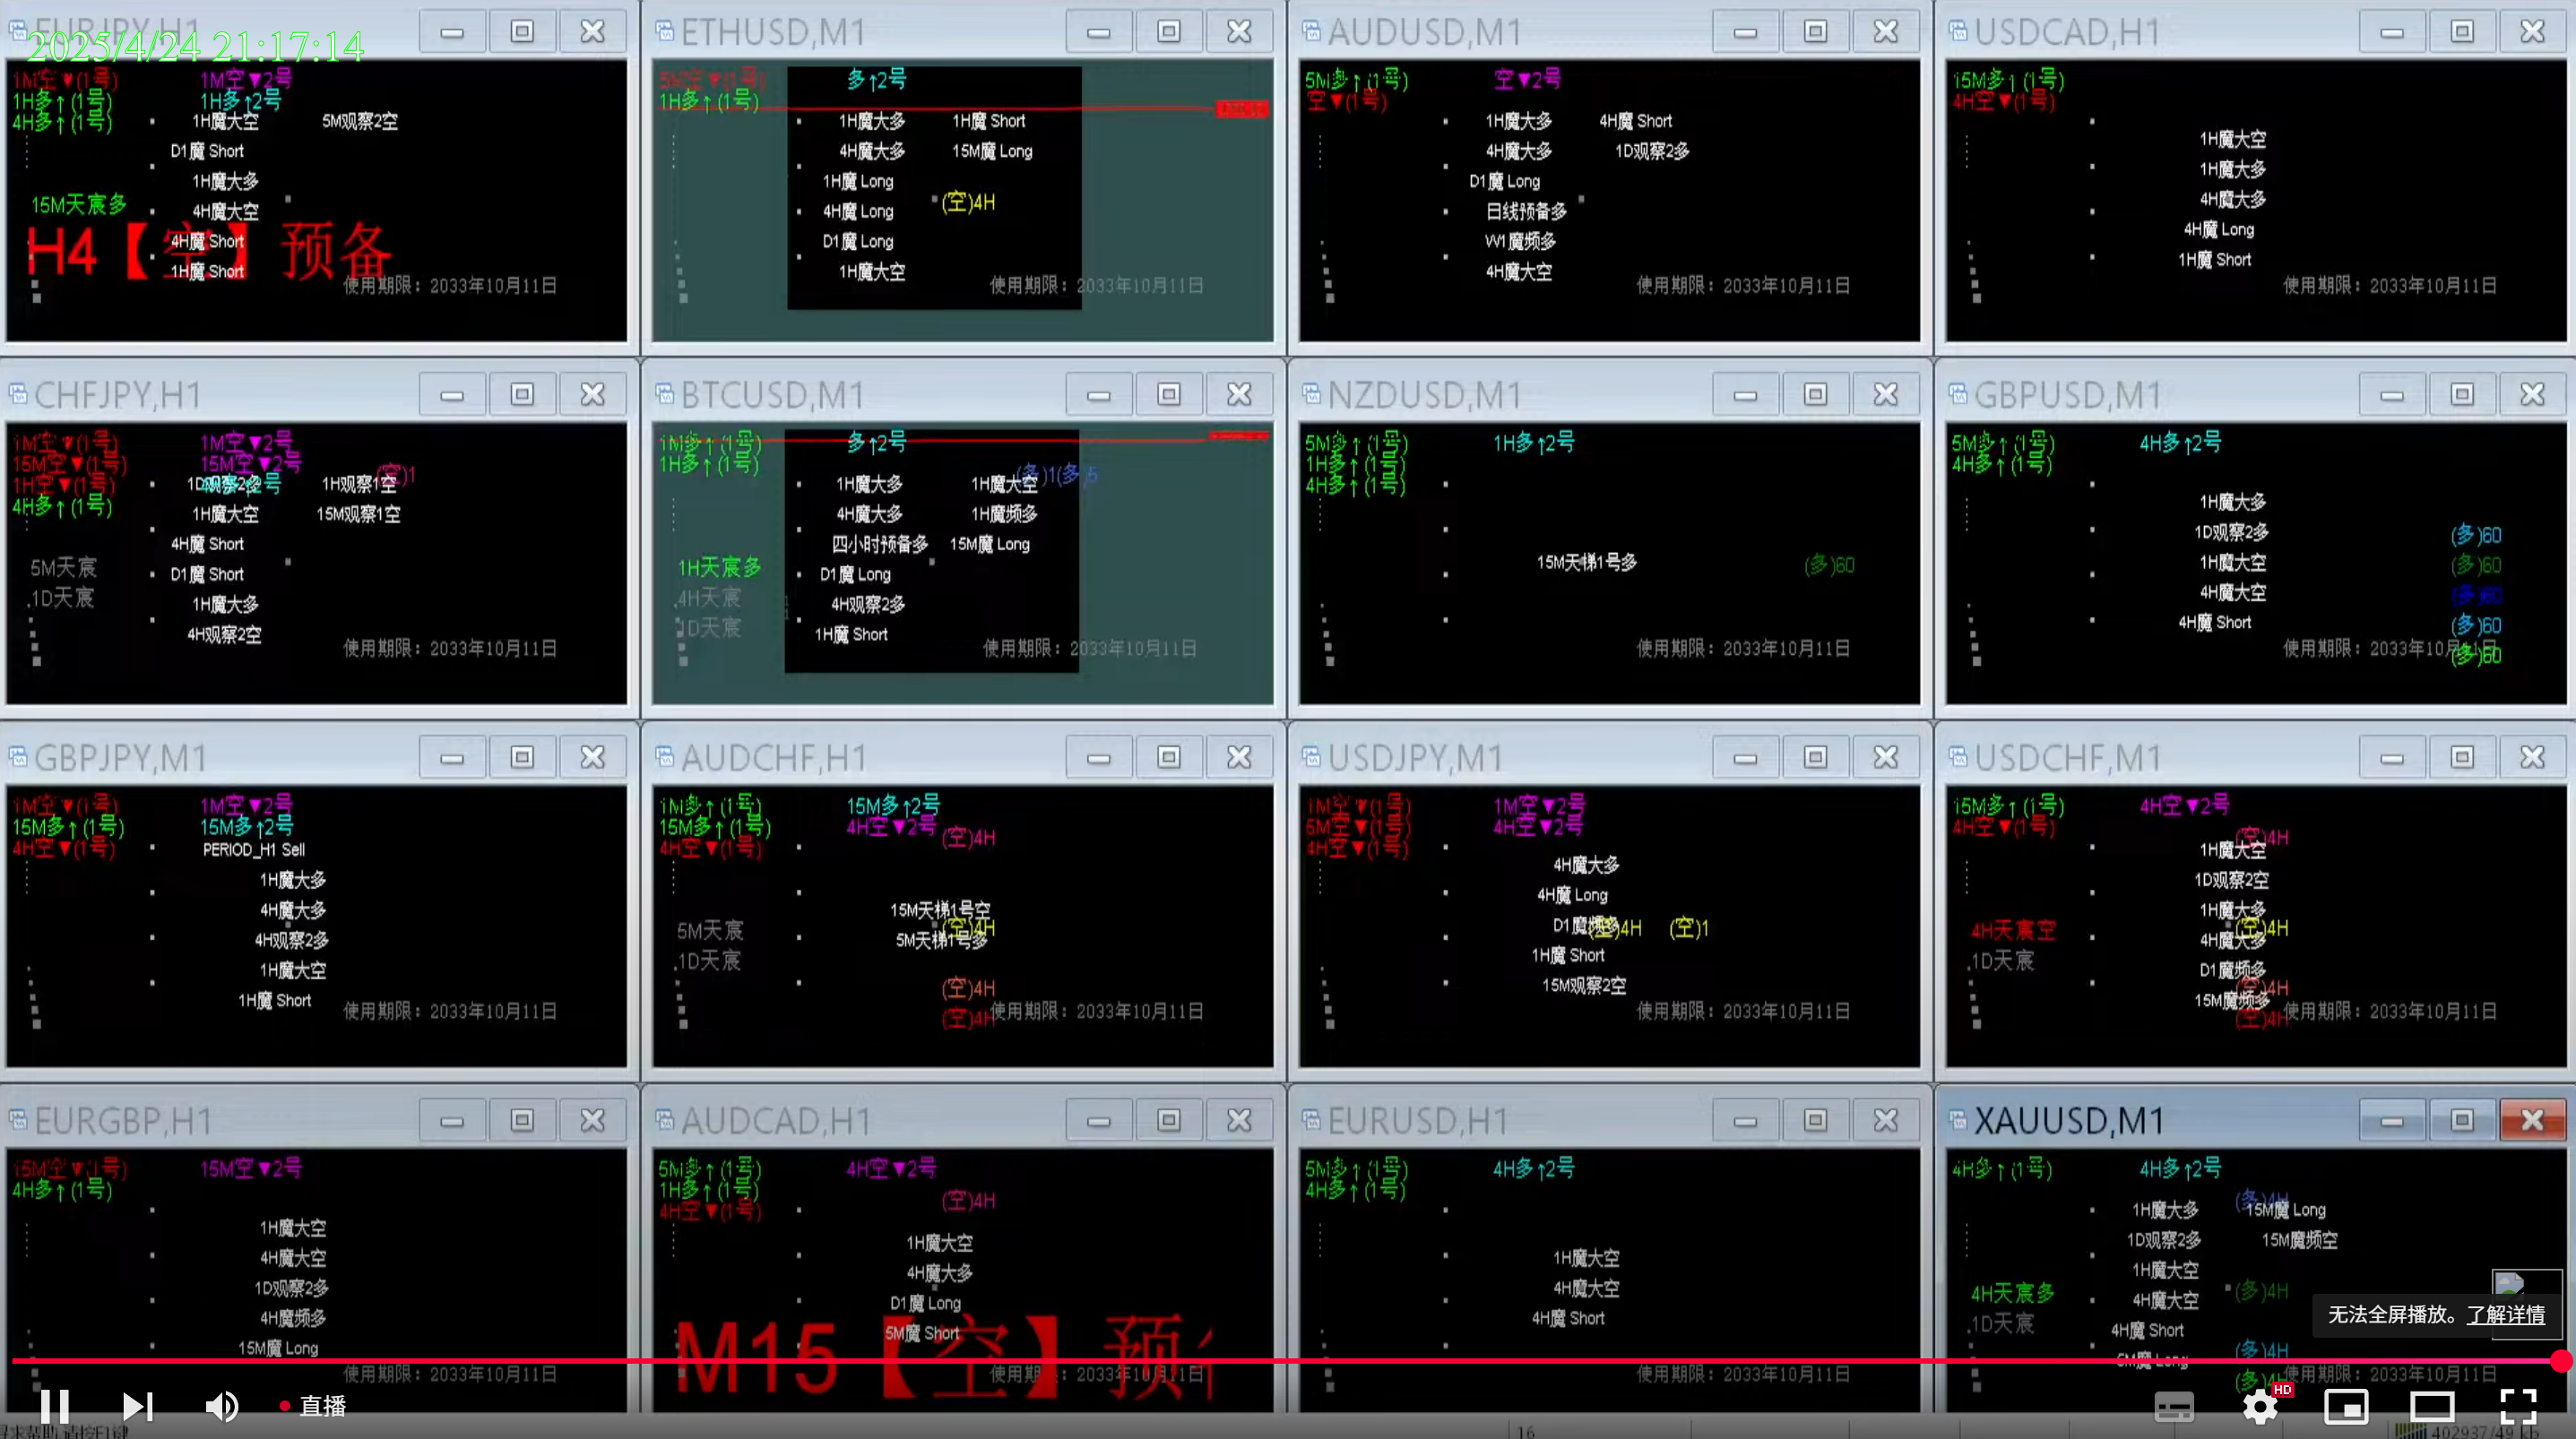 EURJPY,H1
2025/4/24 21:17:14
1M空▼(1号) 1M空▼2号
1H多↑(1号) 1H多↑2号
4H多↑(1号) 1H魔大空 5M观察2空
D1魔 Short
1H魔大多
15M天宸多 4H魔大空
H4【空】预备
4H魔 Short
1H魔 Short
使用期限：2033年10月11日
ETHUSD,M1
5M空▼(1号) 多↑2号
1H多↑(1号)
1H魔大多 1H魔 Short
4H魔大多 15M魔 Long
1H魔 Long
4H魔 Long (空)4H
D1魔 Long
1H魔大空
使用期限：2033年10月11日
AUDUSD,M1
5M多↑(1号) 空▼2号
空▼(1号)
1H魔大多 4H魔 Short
4H魔大多 1D观察2多
D1魔 Long
日线预备多
W1魔频多
4H魔大空
使用期限：2033年10月11日
USDCAD,H1
15M多↑(1号)
4H空▼(1号)
1H魔大空
1H魔大多
4H魔大多
4H魔 Long
1H魔 Short
使用期限：2033年10月11日
CHFJPY,H1
1M空▼(1号) 1M空▼2号
15M空▼(1号) 15M空▼2号 (空)1
1H空▼(1号) 1D观察2多 1H观察1空
4H多↑(1号) 1H魔大空 15M观察1空
4H魔 Short
5M天宸 D1魔 Short
.1D天宸 1H魔大多
4H观察2空
使用期限：2033年10月11日
BTCUSD,M1
1M多↑(1号) 多↑2号
1H多↑(1号) (多)1(多)5
1H魔大多 1H魔大空
4H魔大多 1H魔频多
四小时预备多 15M魔 Long
1H天宸多 D1魔 Long
.4H天宸 4H观察2多
1D天宸 1H魔 Short
使用期限：2033年10月11日
NZDUSD,M1
5M多↑(1号) 1H多↑2号
1H多↑(1号)
4H多↑(1号)
15M天梯1号多 (多)60
使用期限：2033年10月11日
GBPUSD,M1
5M多↑(1号) 4H多↑2号
4H多↑(1号)
1H魔大多
1D观察2多 (多)60
1H魔大空 (多)60
4H魔大空 (多)60
4H魔 Short (多)60
使用期限：2033年10月11日
(多)60
GBPJPY,M1
1M空▼(1号) 1M空▼2号
15M多↑(1号) 15M多↑2号
4H空▼(1号) PERIOD_H1 Sell
1H魔大多
4H魔大多
4H观察2多
1H魔大空
1H魔 Short
使用期限：2033年10月11日
AUDCHF,H1
1M多↑(1号) 15M多↑2号
15M多↑(1号) 4H空▼2号 (空)4H
4H空▼(1号)
15M天梯1号空
5M天宸 (空)4H
5M天梯1号多
.1D天宸
(空)4H
(空)4H
使用期限：2033年10月11日
USDJPY,M1
1M空▼(1号) 1M空▼2号
5M空▼(1号) 4H空▼2号
4H空▼(1号)
4H魔大多
4H魔 Long
D1魔频多 (空)4H (空)1
1H魔 Short
15M观察2空
使用期限：2033年10月11日
USDCHF,M1
15M多↑(1号) 4H空▼2号
4H空▼(1号) (空)4H
1H魔大空
1D观察2空
1H魔大多
4H天宸空 (空)4H
4H魔大多
.1D天宸 D1魔频多
(空)4H
15M魔频多
(空)4H
使用期限：2033年10月11日
EURGBP,H1
15M空▼(1号) 15M空▼2号
4H多↑(1号)
1H魔大空
4H魔大空
1D观察2多
4H魔频多
15M魔 Long
使用期限：2033年10月11日
AUDCAD,H1
5M多↑(1号) 4H空▼2号
1H多↑(1号) (空)4H
4H空▼(1号)
1H魔大空
4H魔大多
D1魔 Long
5M魔 Short
M15【空】预
使用期限：2033年10月11日
EURUSD,H1
5M多↑(1号) 4H多↑2号
4H多↑(1号)
1H魔大空
4H魔大空
4H魔 Short
使用期限：2033年10月11日
XAUUSD,M1
4H多↑(1号) 4H多↑2号
(多)4H
1H魔大多 15M魔 Long
1D观察2多 15M魔频空
1H魔大空
4H天宸多 4H魔大空 (多)4H
.1D天宸 4H魔 Short
(多)4H
5M魔 Long
使用期限：2033年10月11日
无法全屏播放。了解详情
直播
HD
16
402937/49 kb